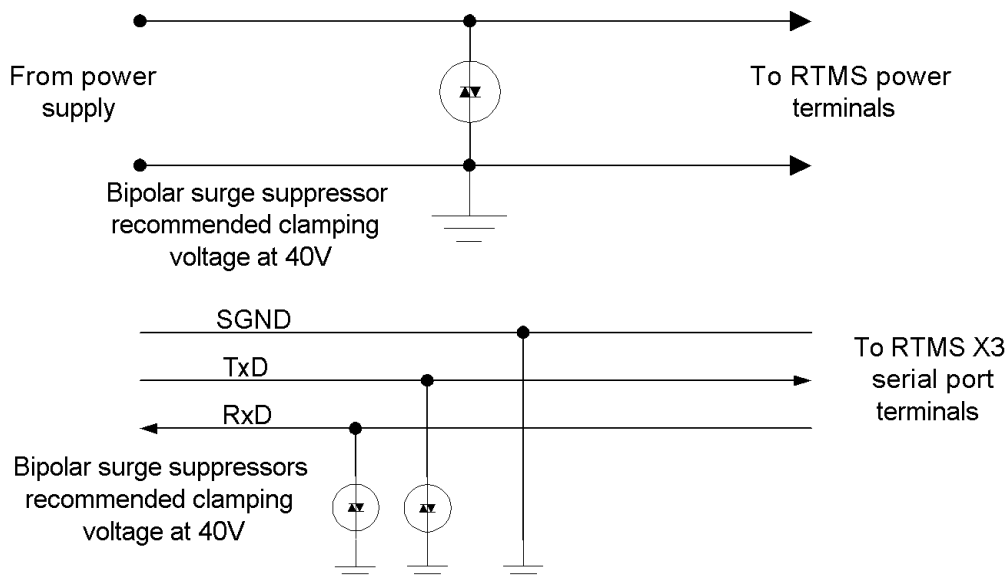 From power
supply
To RTMS power
terminals
Bipolar surge suppressor
recommended clamping
voltage at 40V
SGND
TxD
RxD
To RTMS X3
serial port
terminals
Bipolar surge suppressors
recommended clamping
voltage at 40V